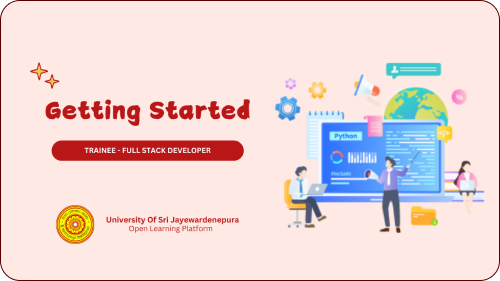 Getting Started
TRAINEE - FULL STACK DEVELOPER
University Of Sri Jayewardenepura
Open Learning Platform
Python
#include